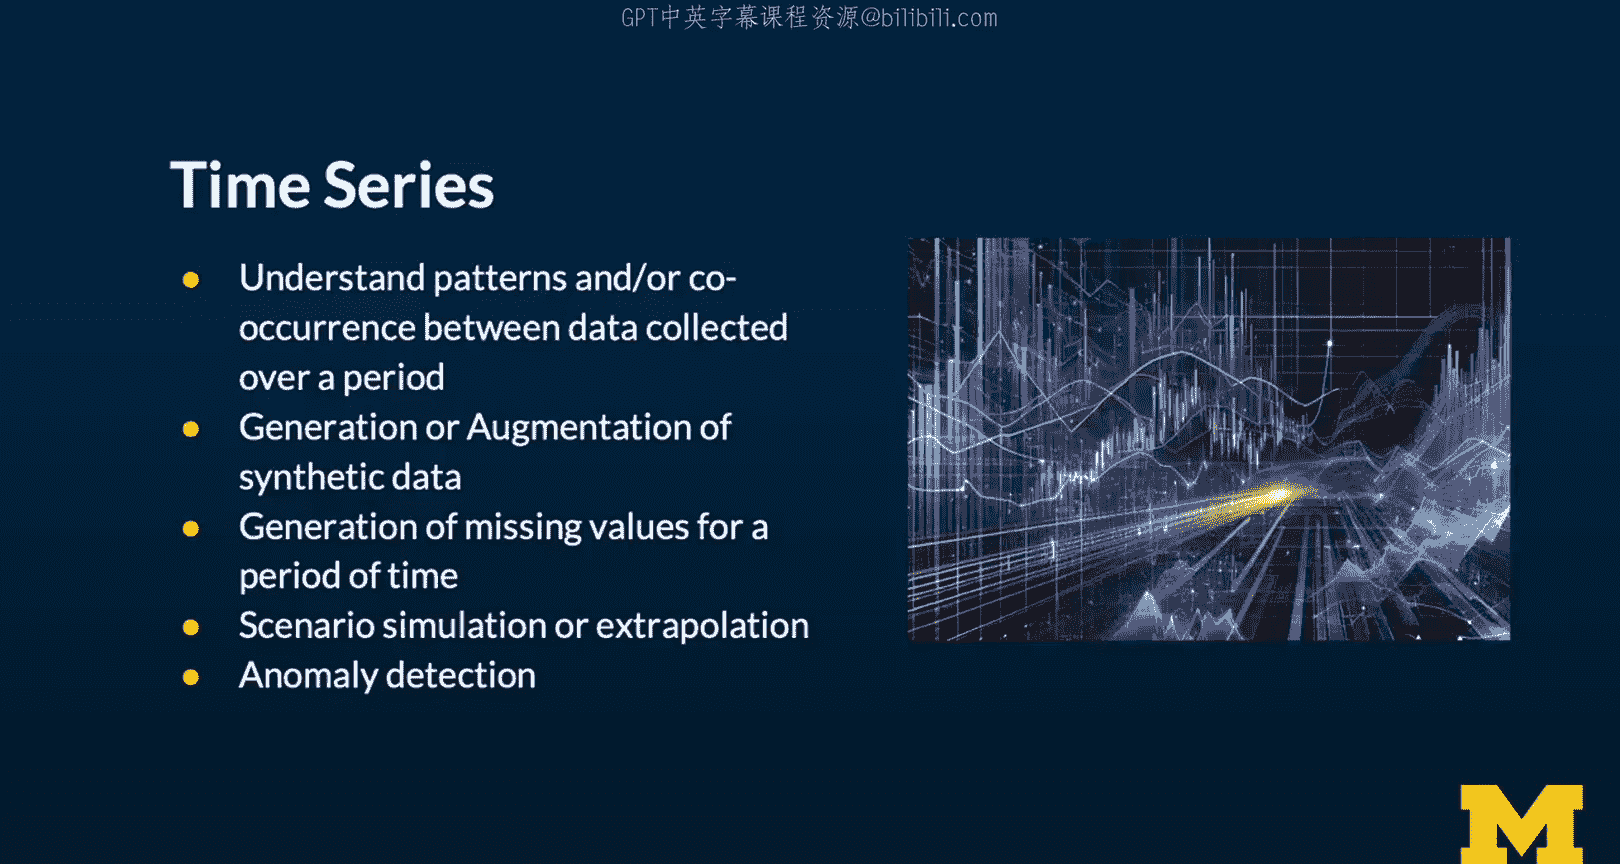 GPT中英字幕课程资源@bilibili.com
Time Series
Understand patterns and/or co-
occurrence between data collected
over a period
Generation or Augmentation of
synthetic data
Generation of missing values for a
period of time
Scenario simulation or extrapolation
Anomaly detection
M